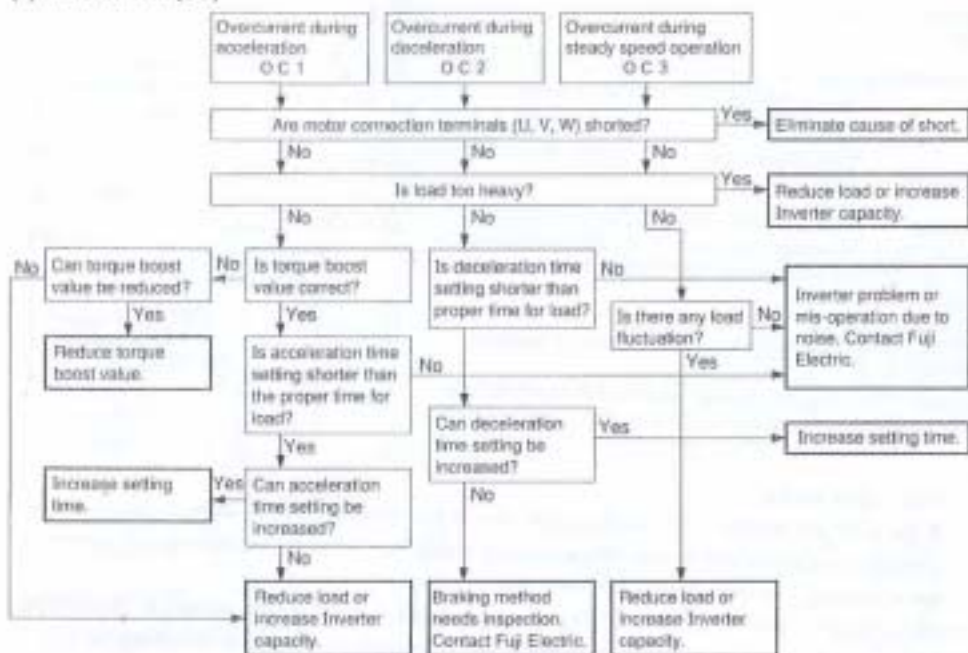 Overcurrent during
acceleration
O C 1
Overcurrent during
deceleration
O C 2
Overcurrent during
steady speed operation
O C 3
Are motor connection terminals (U, V, W) shorted?
Yes
Eliminate cause of short.
No
No
No
Is load too heavy?
Yes
Reduce load or increase
Inverter capacity.
No
No
No
No
Can torque boost
value be reduced?
No
Is torque boost
value correct?
Is deceleration time
setting shorter than
proper time for load?
No
Is there any load
fluctuation?
No
Inverter problem or
mis-operation due to
noise. Contact Fuji
Electric.
Yes
Yes
Yes
Reduce torque
boost value.
Is acceleration time
setting shorter than
the proper time for
load?
No
Can deceleration
time setting be
increased?
Yes
Increase setting time.
Yes
Increase setting
time.
Yes
Can acceleration
time setting be
increased?
No
No
Reduce load or
increase Inverter
capacity.
Braking method
needs inspection.
Contact Fuji Electric.
Reduce load or
Increase Inverter
capacity.